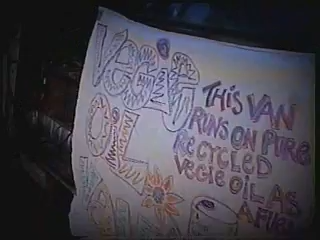 VEGGIE
OIL
THIS VAN
RUNS ON PURE
RECYCLED
VEGIE OIL AS
A FUEL